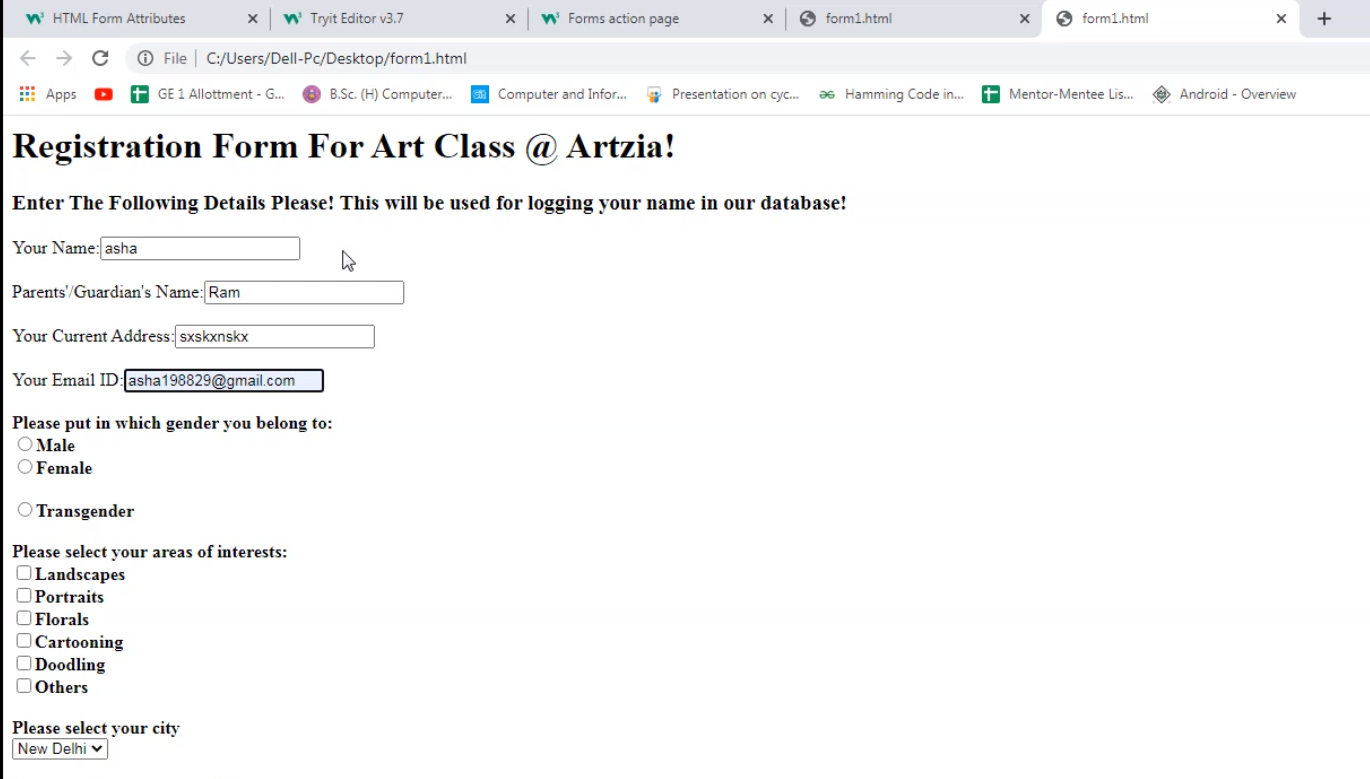 HTML Form Attributes
Tryit Editor v3.7
Forms action page
form1.html
form1.html
File C:/Users/Dell-Pc/Desktop/form1.html
Apps GE 1 Allottment - G... B.Sc. (H) Computer... Computer and Infor... Presentation on cyc... Hamming Code in... Mentor-Mentee Lis... Android - Overview
Registration Form For Art Class @ Artzia!
Enter The Following Details Please! This will be used for logging your name in our database!
Your Name: asha
Parents'/Guardian's Name: Ram
Your Current Address: sxskxnskx
Your Email ID: asha198829@gmail.com
Please put in which gender you belong to:
Male
Female
Transgender
Please select your areas of interests:
Landscapes
Portraits
Florals
Cartooning
Doodling
Others
Please select your city
New Delhi